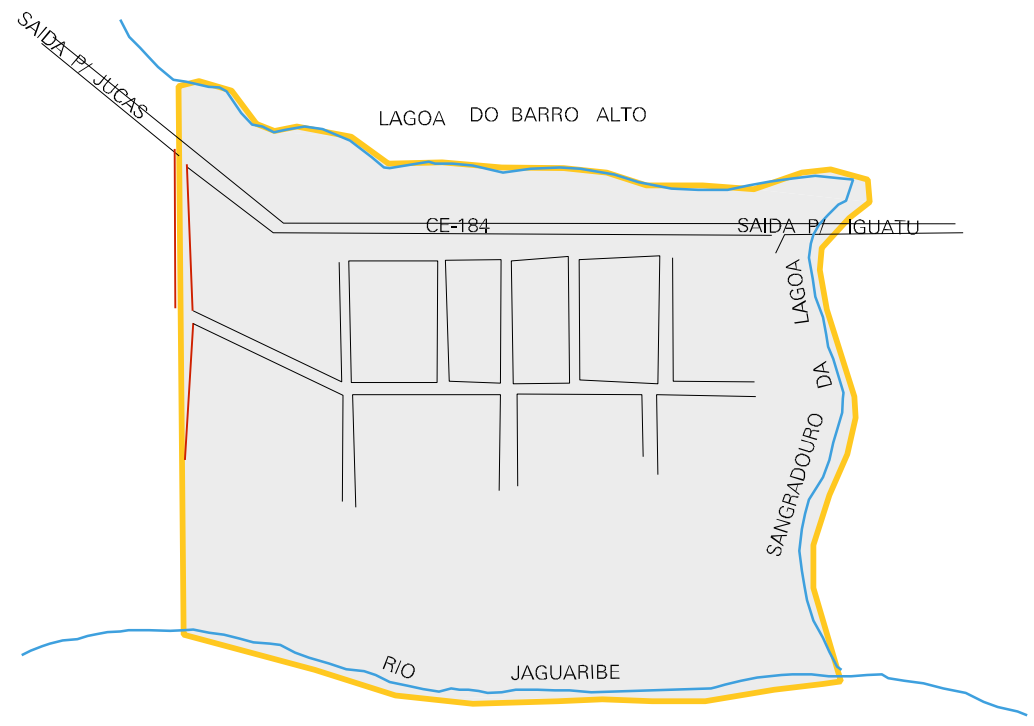 SAIDA P/ JUCAS
LAGOA DO BARRO ALTO
CE-184
SAIDA P/ IGUATU
SANGRADOURO DA LAGOA
RIO JAGUARIBE